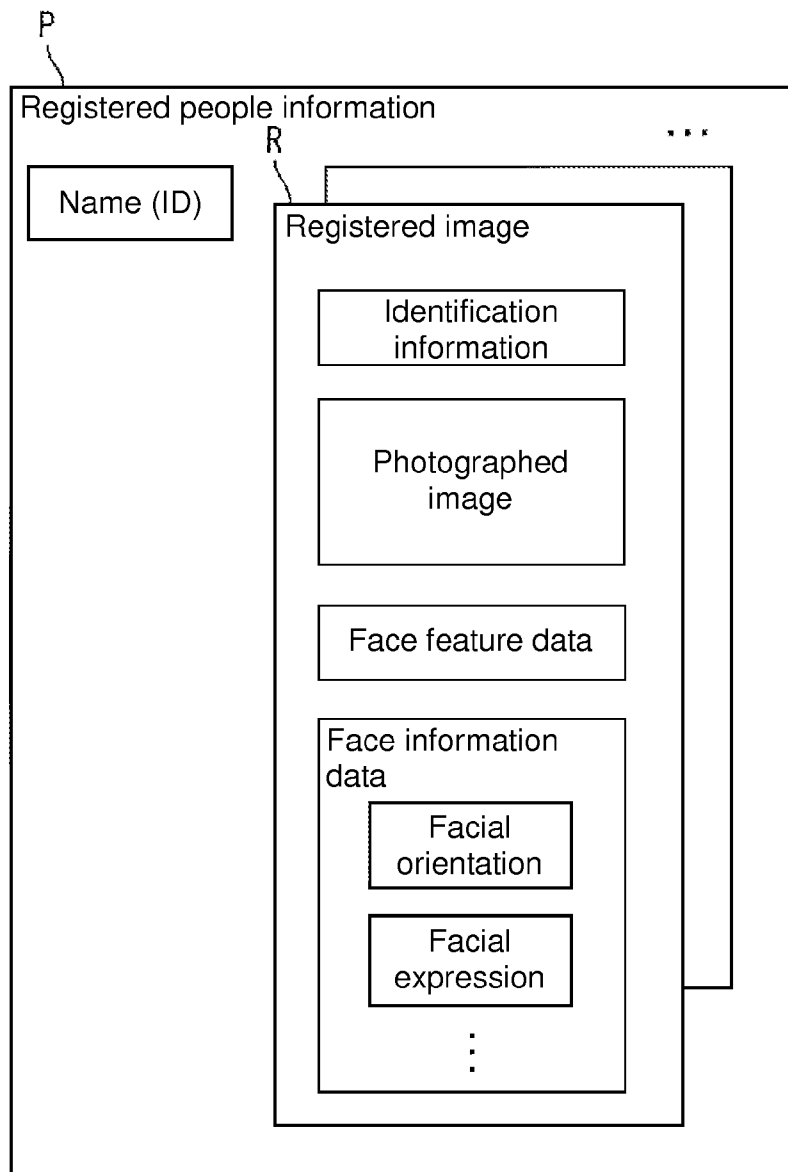 P
Registered people information
...
R
Name (ID)
Registered image
Identification
information
Photographed
image
Face feature data
Face information
data
Facial
orientation
Facial
expression
⋮